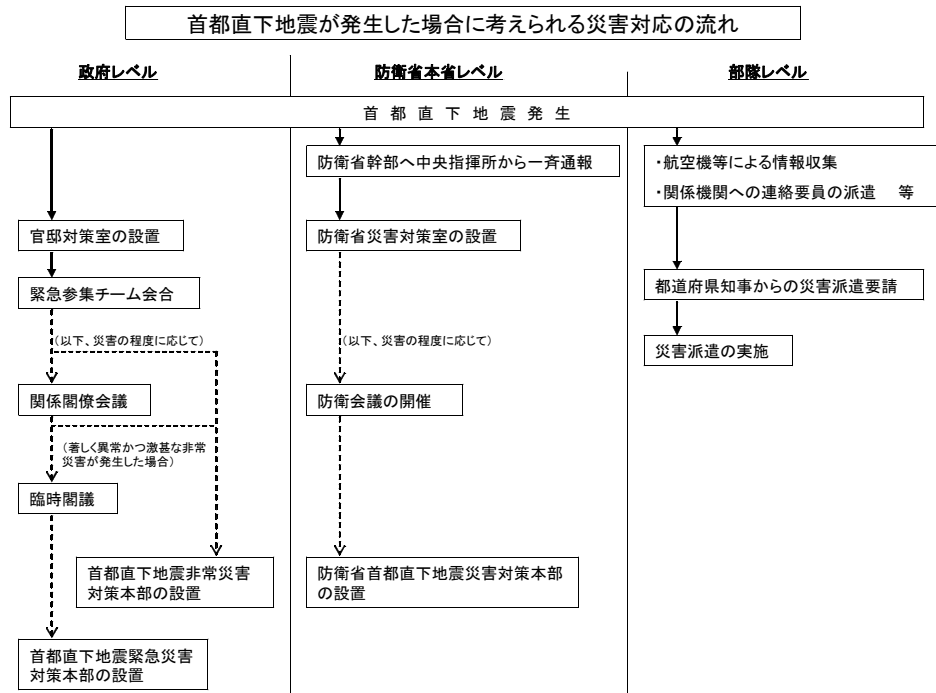 首都直下地震が発生した場合に考えられる災害対応の流れ
政府レベル
防衛省本省レベル
部隊レベル
首都直下地震発生
防衛省幹部へ中央指揮所から一斉通報
・航空機等による情報収集
・関係機関への連絡要員の派遣　等
官邸対策室の設置
防衛省災害対策室の設置
緊急参集チーム会合
都道府県知事からの災害派遣要請
（以下、災害の程度に応じて）
（以下、災害の程度に応じて）
災害派遣の実施
関係閣僚会議
防衛会議の開催
（著しく異常かつ激甚な非常
災害が発生した場合）
臨時閣議
首都直下地震非常災害
対策本部の設置
防衛省首都直下地震災害対策本部
の設置
首都直下地震緊急災害
対策本部の設置